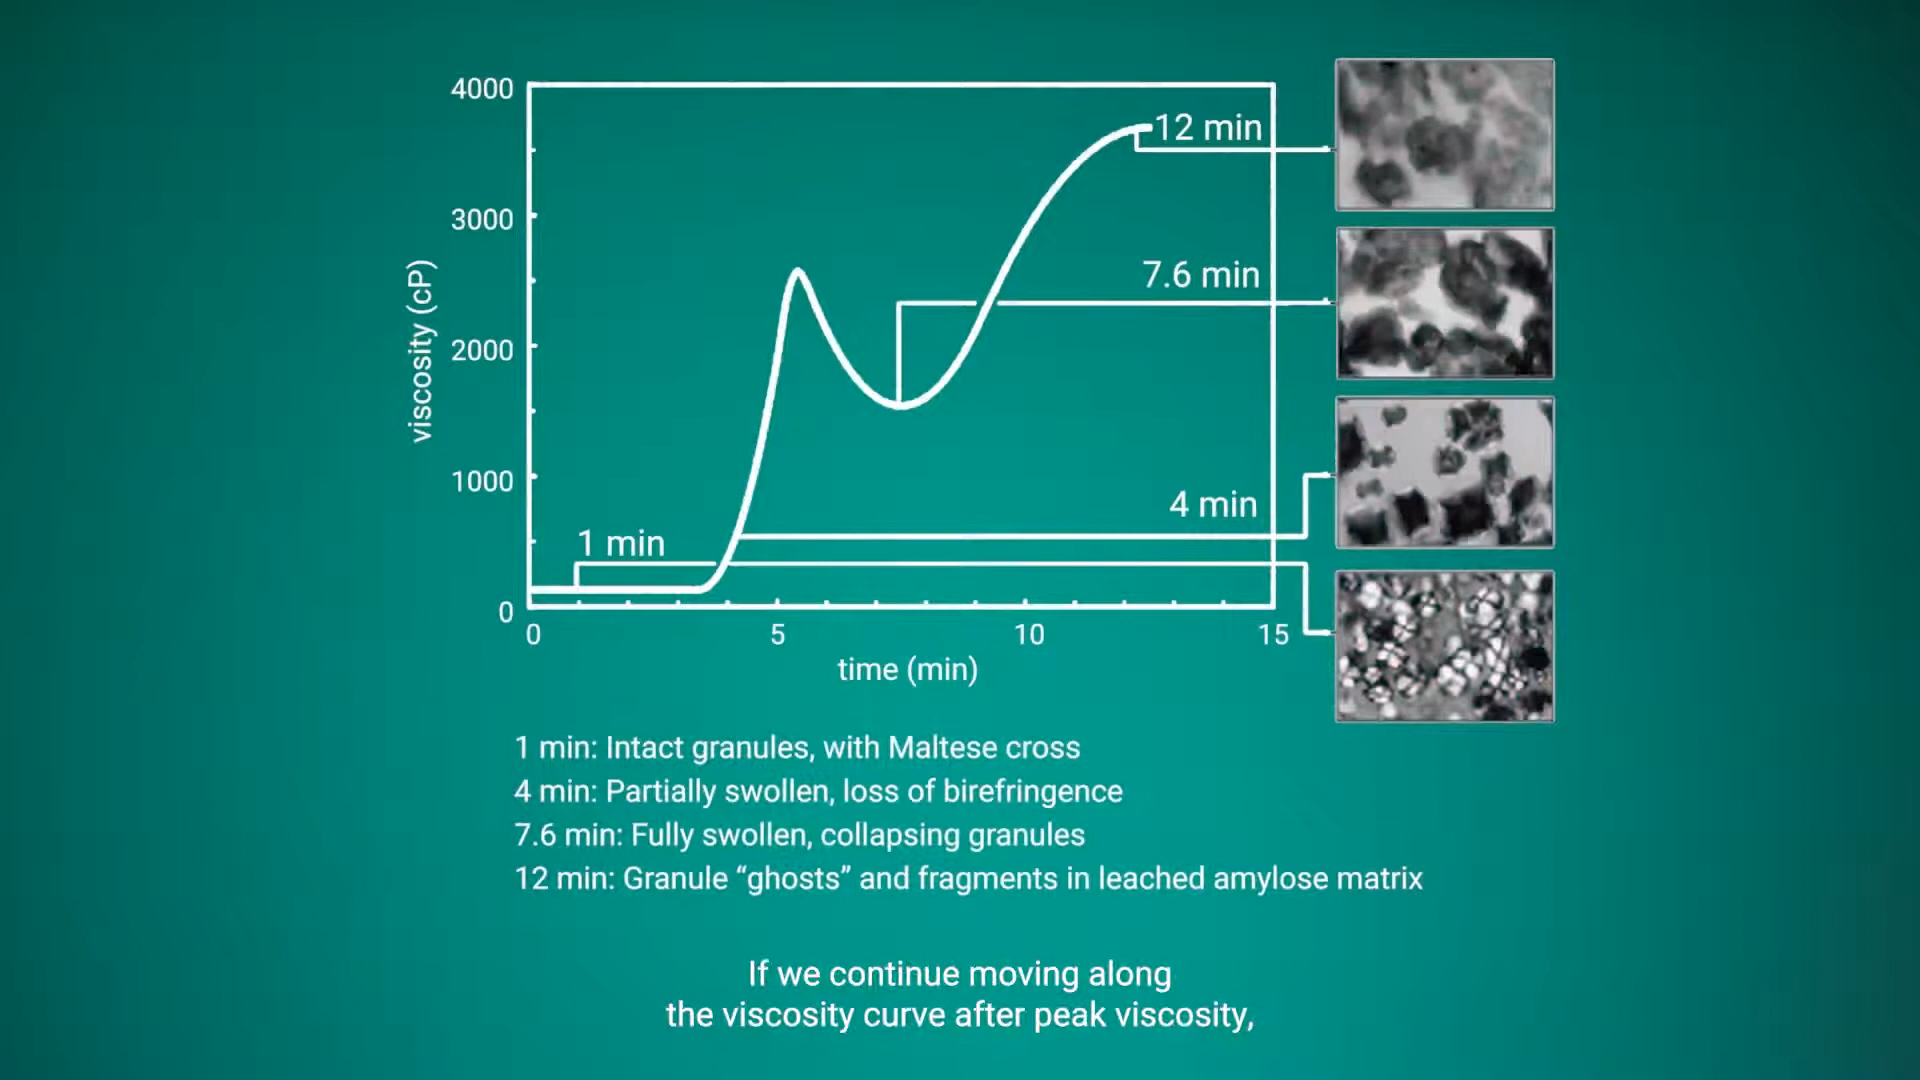 4000
3000
2000
1000
0
viscosity (cP)
12 min
7.6 min
4 min
1 min
0
5
10
15
time (min)
1 min: Intact granules, with Maltese cross
4 min: Partially swollen, loss of birefringence
7.6 min: Fully swollen, collapsing granules
12 min: Granule “ghosts” and fragments in leached amylose matrix
If we continue moving along
the viscosity curve after peak viscosity,